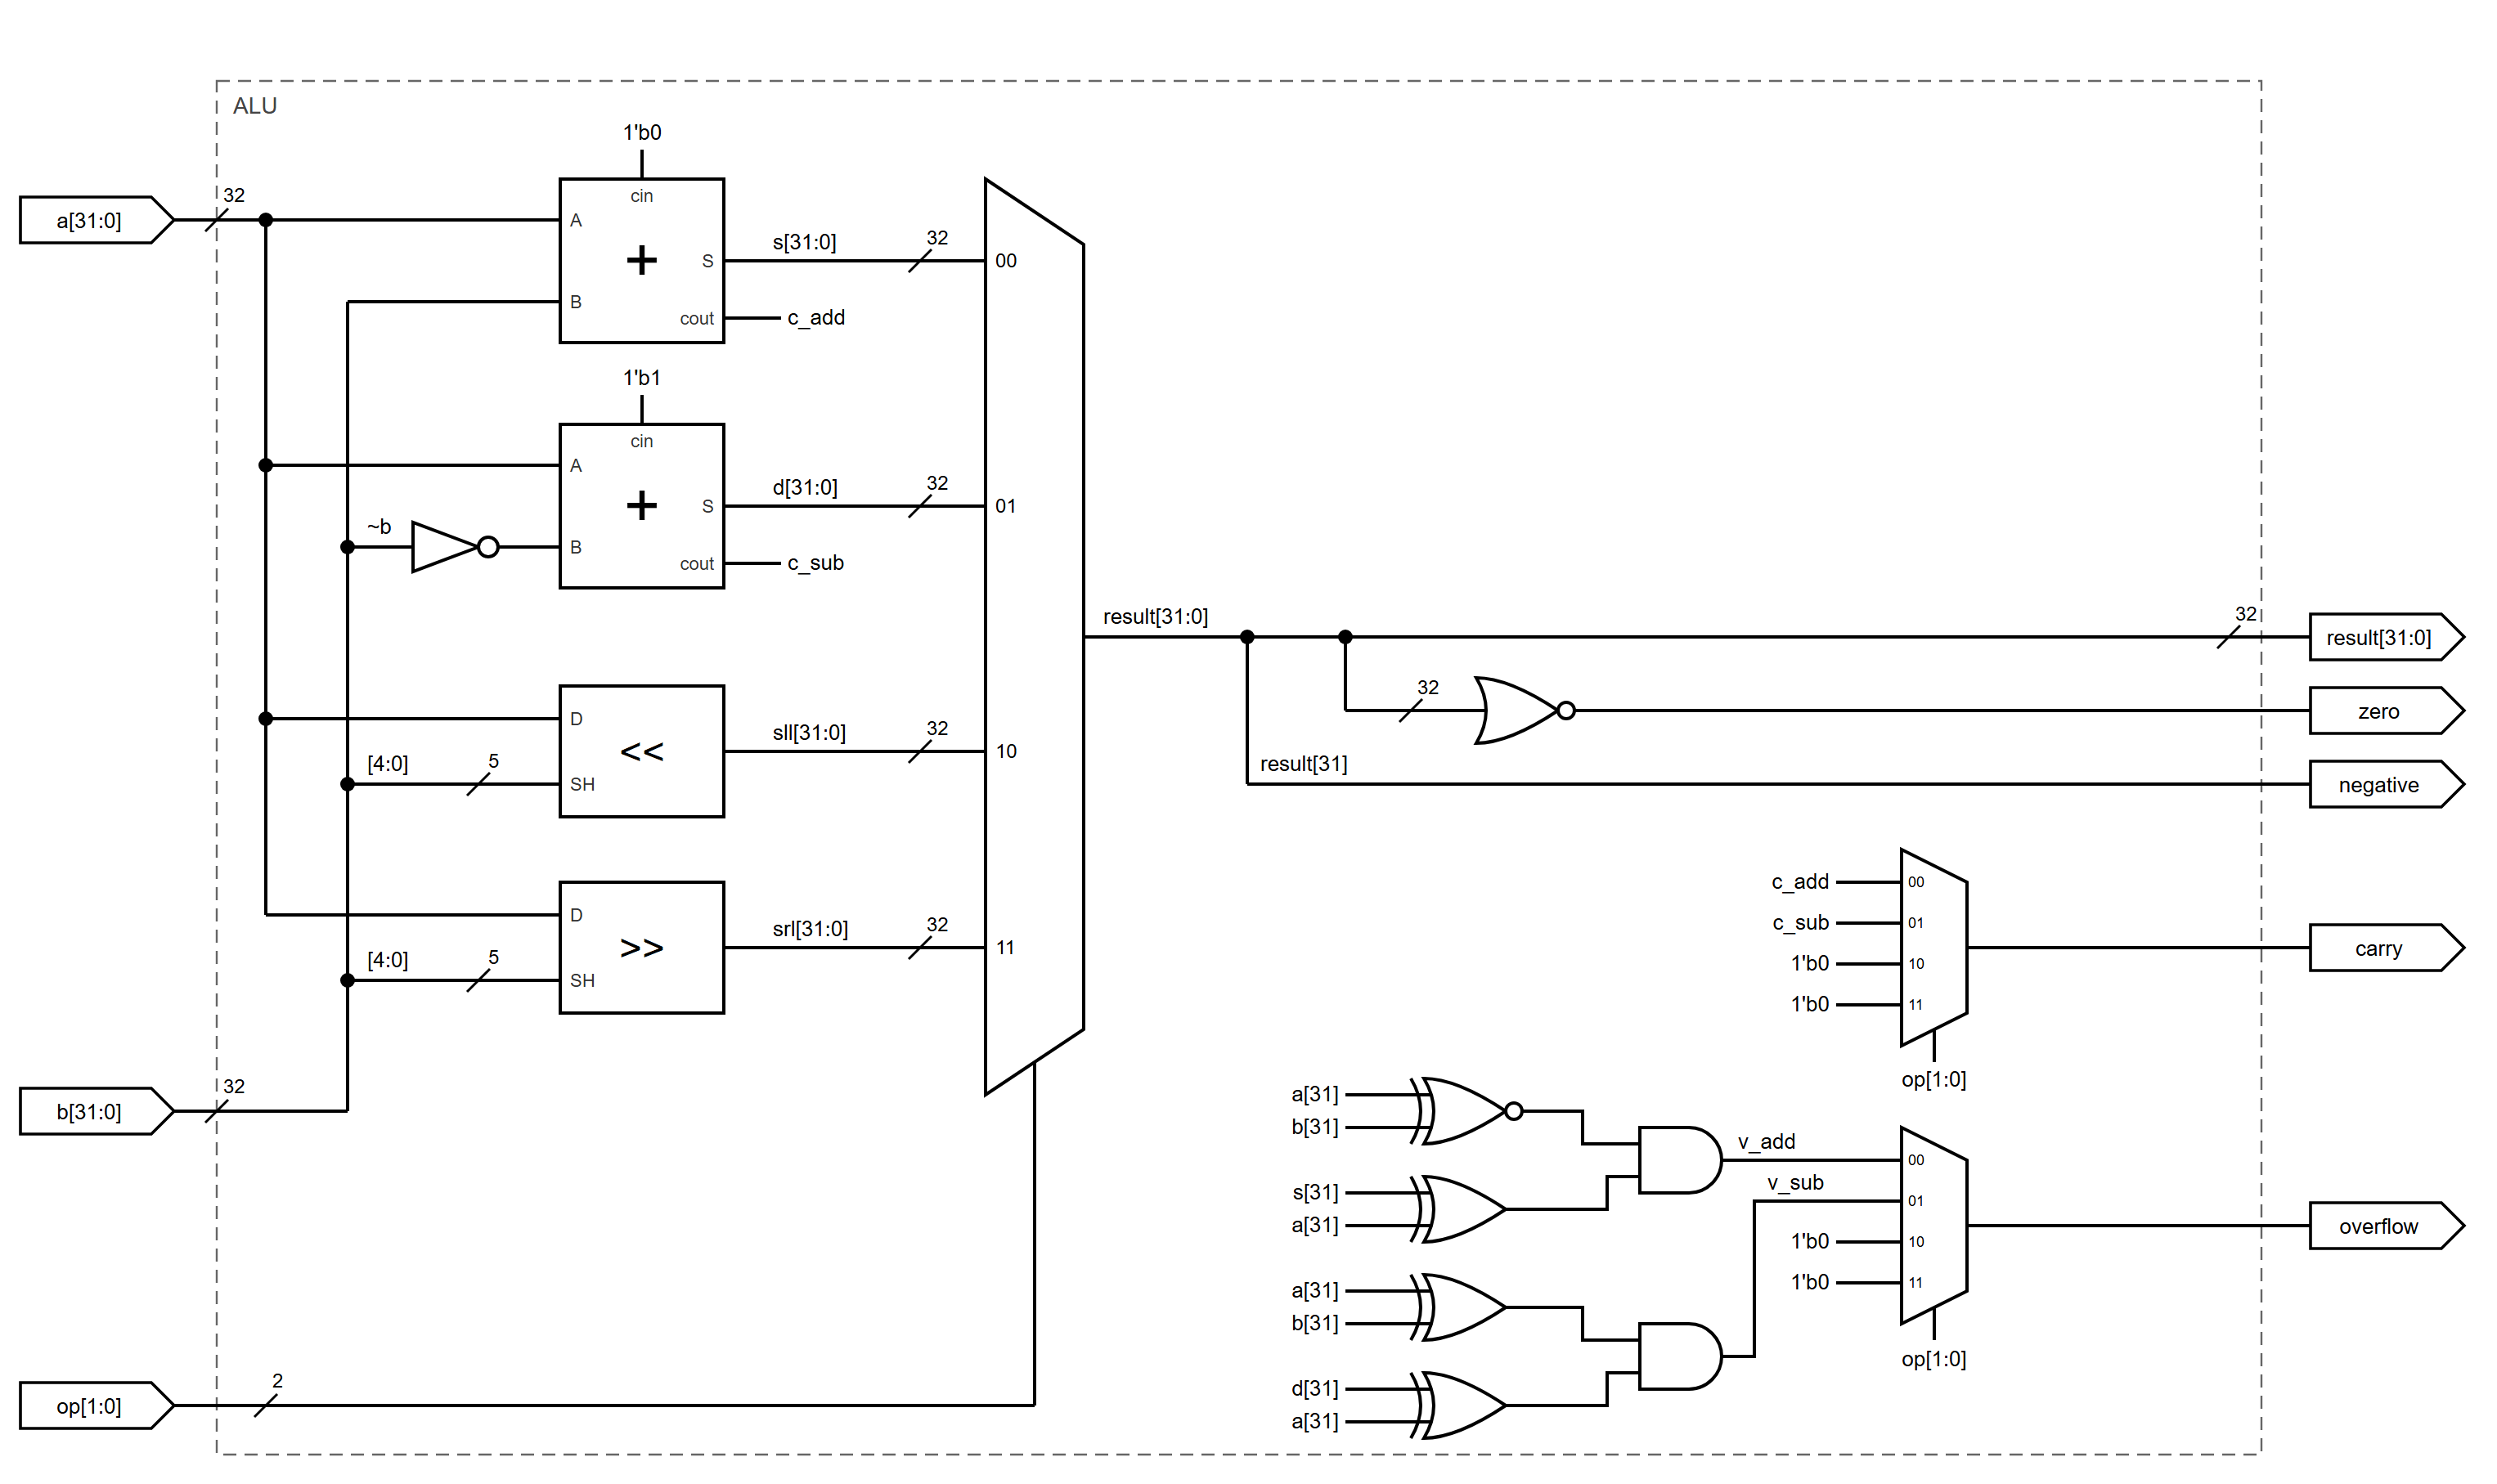 ALU
1'b0
cin
32
a[31:0]
A
+
S
s[31:0]
32
00
B
cout
c_add
1'b1
cin
A
+
S
d[31:0]
32
01
~b
B
cout
c_sub
result[31:0]
32
result[31:0]
32
zero
D
<<
sll[31:0]
32
10
[4:0]
5
SH
result[31]
negative
D
>>
srl[31:0]
32
11
[4:0]
5
SH
c_add
00
c_sub
01
1'b0
10
1'b0
11
carry
op[1:0]
32
b[31:0]
a[31]
b[31]
v_add
00
s[31]
a[31]
v_sub
01
1'b0
10
1'b0
11
overflow
a[31]
b[31]
op[1:0]
d[31]
a[31]
2
op[1:0]